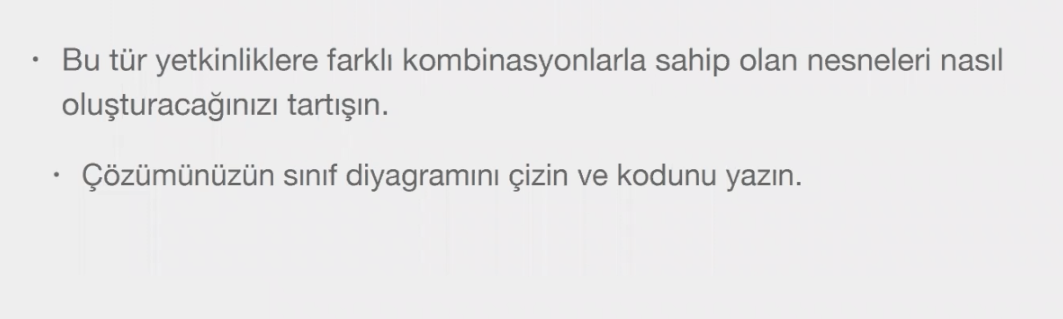 • Bu tür yetkinliklere farklı kombinasyonlarla sahip olan nesneleri nasıl
oluşturacağınızı tartışın.
• Çözümünüzün sınıf diyagramını çizin ve kodunu yazın.